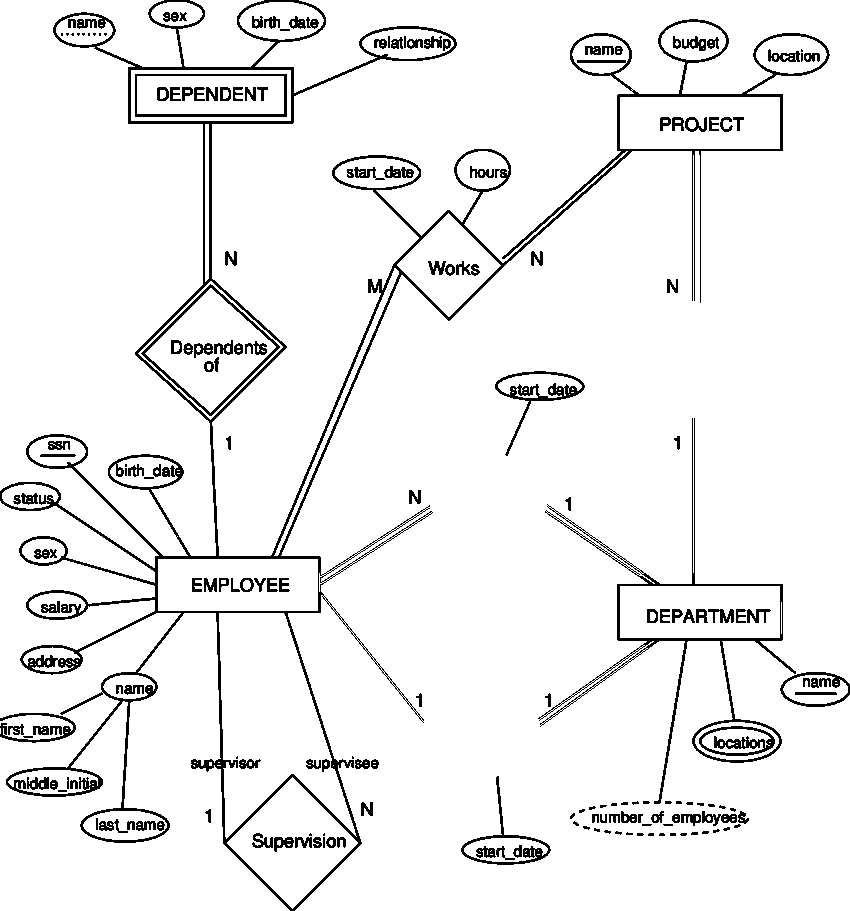 name
sex
birth_date
relationship
DEPENDENT
name
budget
location
PROJECT
start_date
hours
Works
N
M
N
N
Dependents
of
start_date
1
1
ssn
birth_date
status
N
1
sex
EMPLOYEE
salary
DEPARTMENT
address
name
name
1
1
first_name
locations
supervisor
supervisee
middle_initial
1
N
last_name
number_of_employees
Supervision
start_date